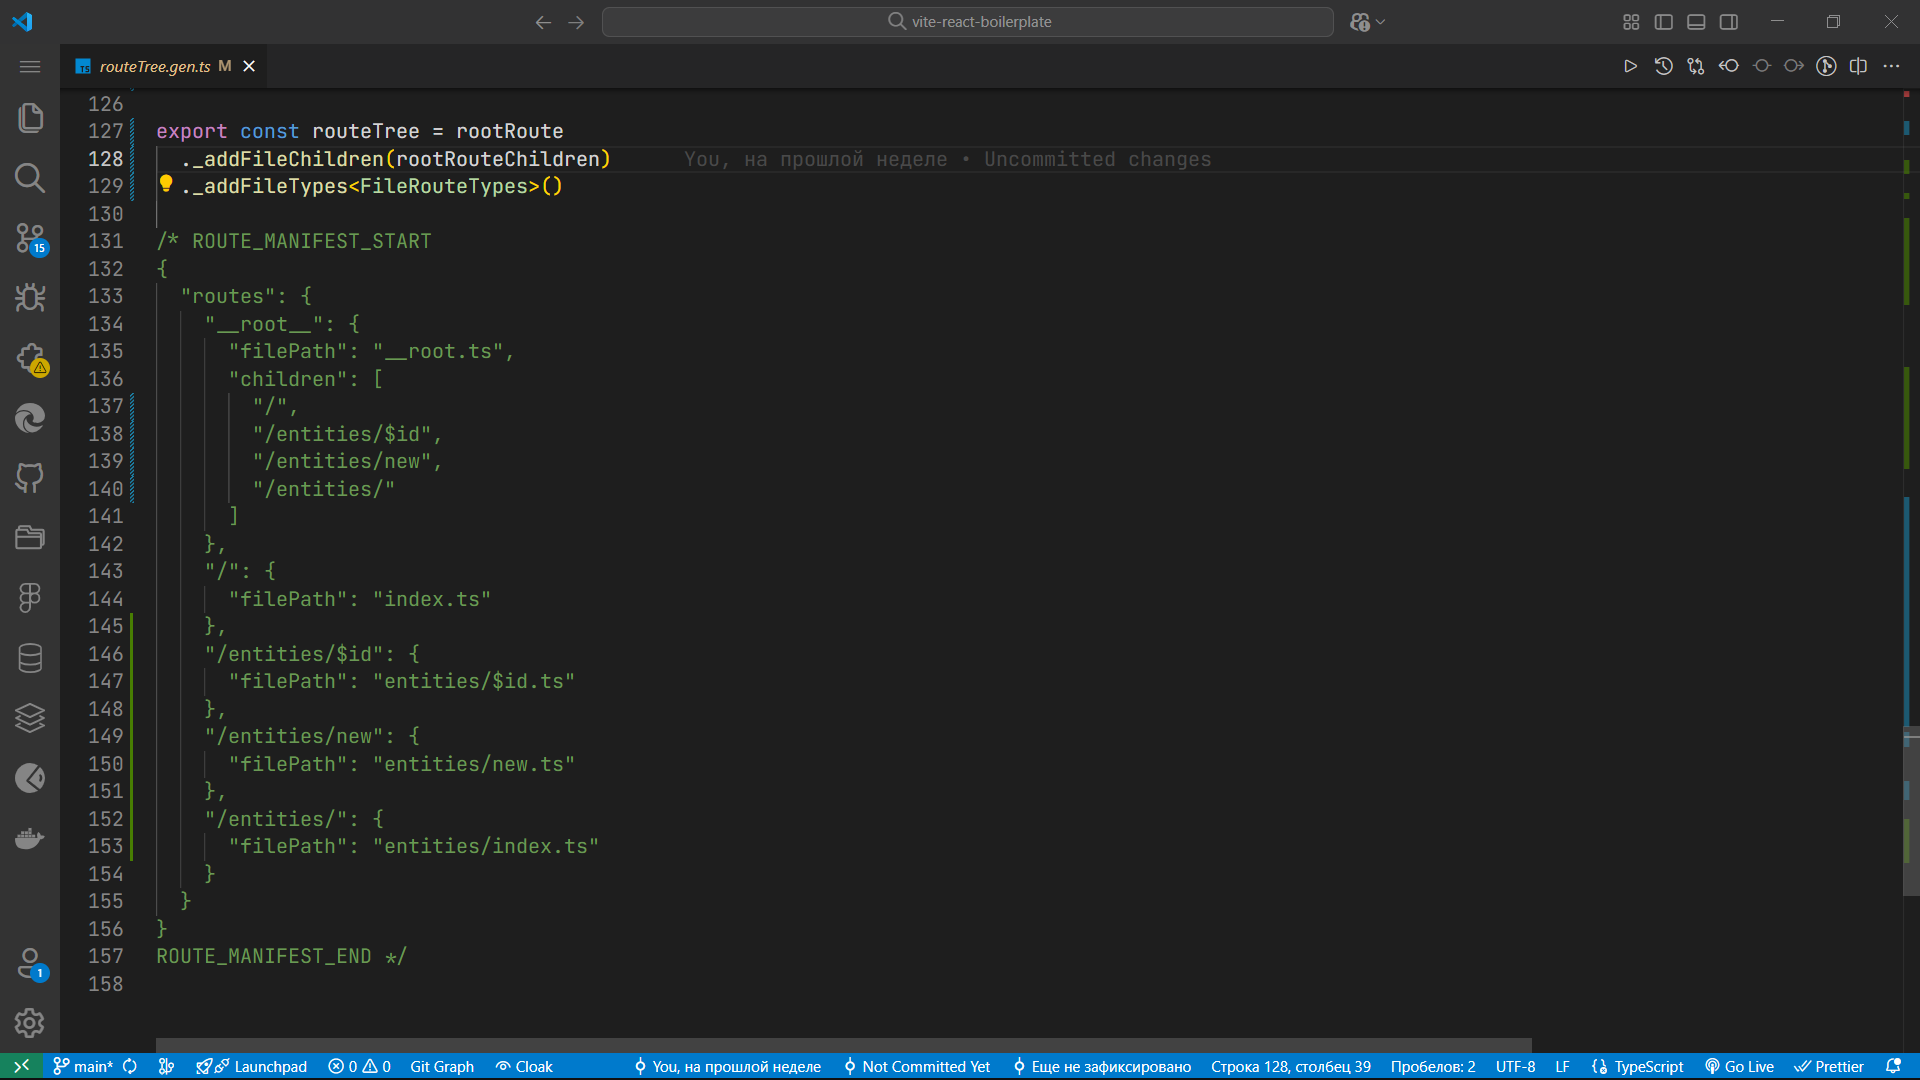 vite-react-boilerplate
TS routeTree.gen.ts M
126
127 export const routeTree = rootRoute
128 ._addFileChildren(rootRouteChildren) You, на прошлой неделе • Uncommitted changes
129 ._addFileTypes<FileRouteTypes>()
130
131 /* ROUTE_MANIFEST_START
132 {
133 "routes": {
134 "__root__": {
135 "filePath": "__root.ts",
136 "children": [
137 "/",
138 "/entities/$id",
139 "/entities/new",
140 "/entities/"
141 ]
142 },
143 "/": {
144 "filePath": "index.ts"
145 },
146 "/entities/$id": {
147 "filePath": "entities/$id.ts"
148 },
149 "/entities/new": {
150 "filePath": "entities/new.ts"
151 },
152 "/entities/": {
153 "filePath": "entities/index.ts"
154 }
155 }
156 }
157 ROUTE_MANIFEST_END */
158
15
1
main* Launchpad 0 0 Git Graph Cloak You, на прошлой неделе Not Committed Yet Еще не зафиксировано Строка 128, столбец 39 Пробелов: 2 UTF-8 LF TypeScript Go Live Prettier